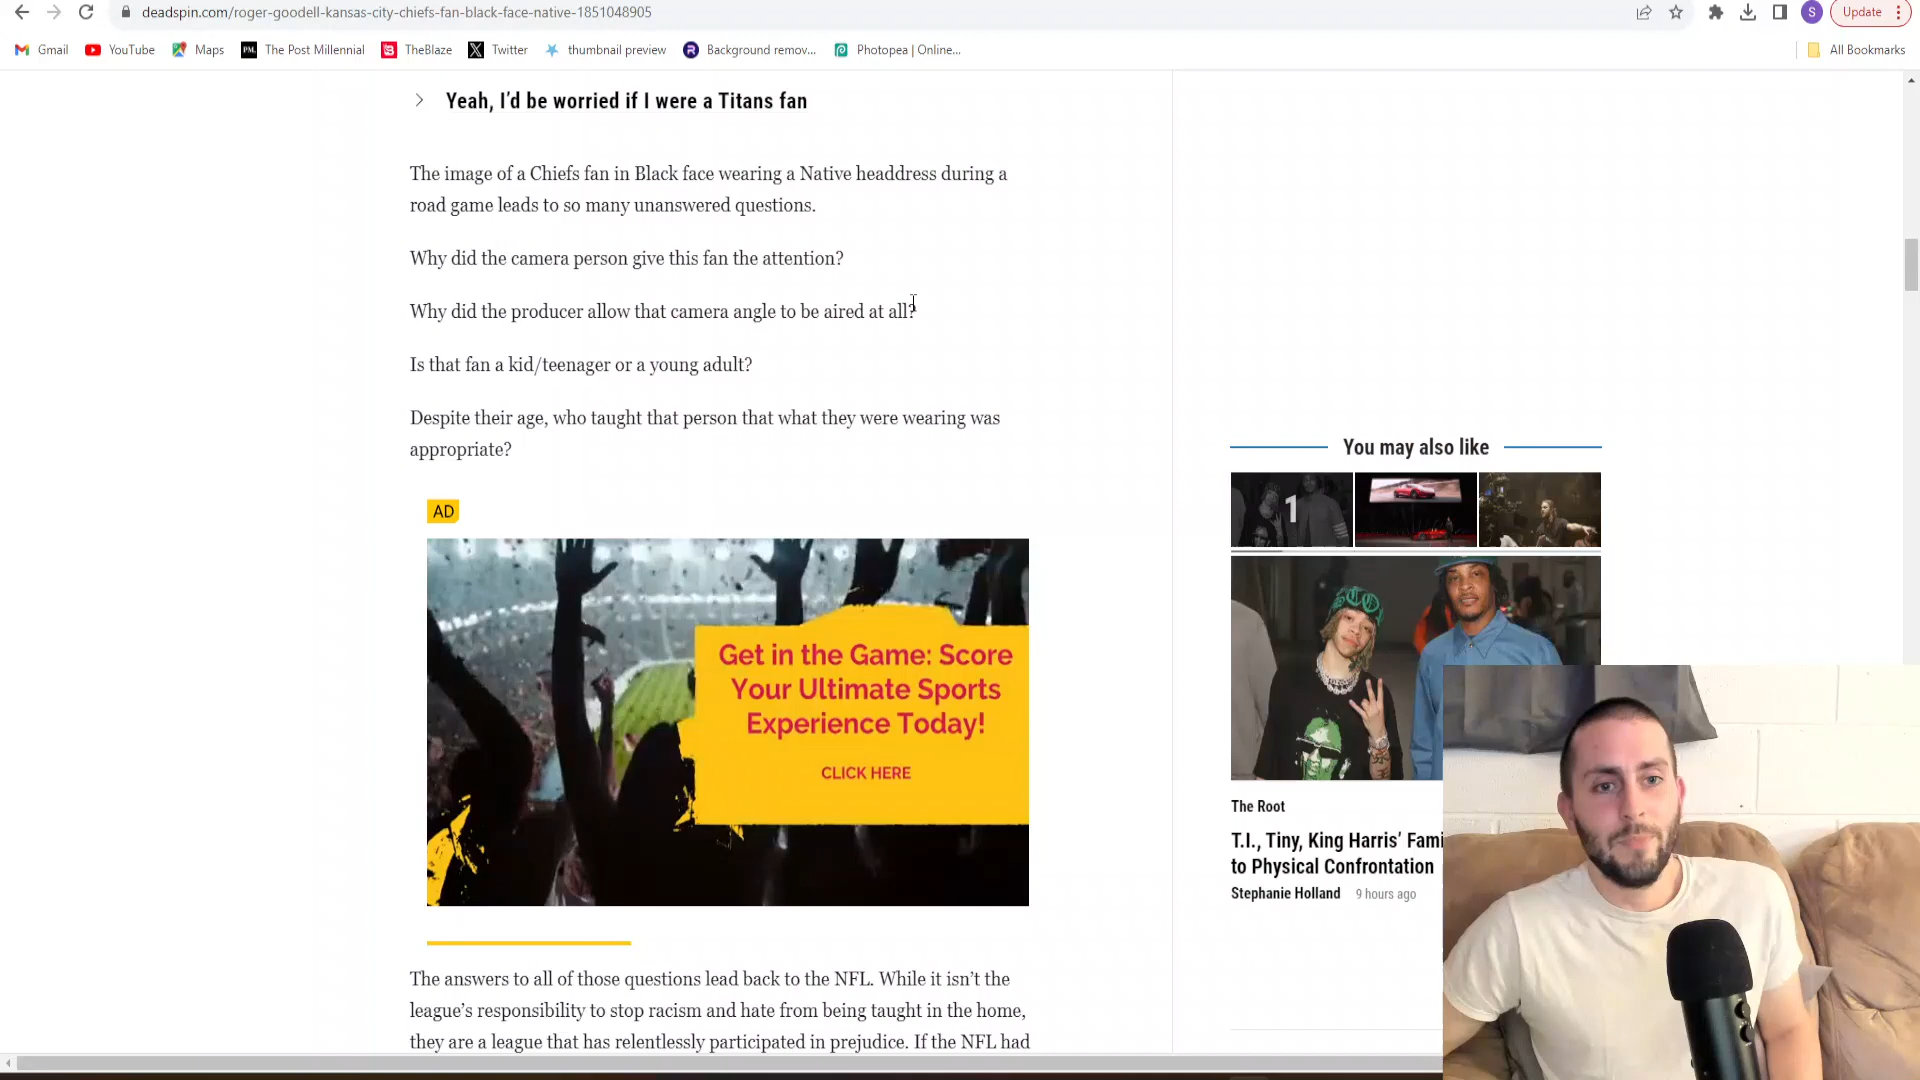 deadspin.com/roger-goodell-kansas-city-chiefs-fan-black-face-native-1851048905
S
Update
Gmail
YouTube
Maps
PM.
The Post Millennial
TheBlaze
Twitter
thumbnail preview
Background remov...
Photopea | Online...
All Bookmarks
Yeah, I'd be worried if I were a Titans fan
The image of a Chiefs fan in Black face wearing a Native headdress during a
road game leads to so many unanswered questions.
Why did the camera person give this fan the attention?
Why did the producer allow that camera angle to be aired at all?
Is that fan a kid/teenager or a young adult?
Despite their age, who taught that person that what they were wearing was
appropriate?
AD
Get in the Game: Score
Your Ultimate Sports
Experience Today!
CLICK HERE
The answers to all of those questions lead back to the NFL. While it isn't the
league's responsibility to stop racism and hate from being taught in the home,
they are a league that has relentlessly participated in prejudice. If the NFL had
You may also like
1
The Root
T.I., Tiny, King Harris' Fami
to Physical Confrontation
Stephanie Holland
9 hours ago